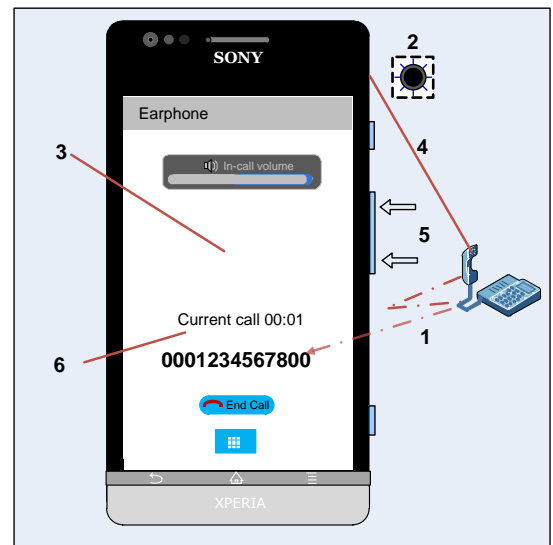 2
SONY
Earphone
In-call volume
3
4
5
Current call 00:01
6
0001234567800
1
End Call
XPERIA